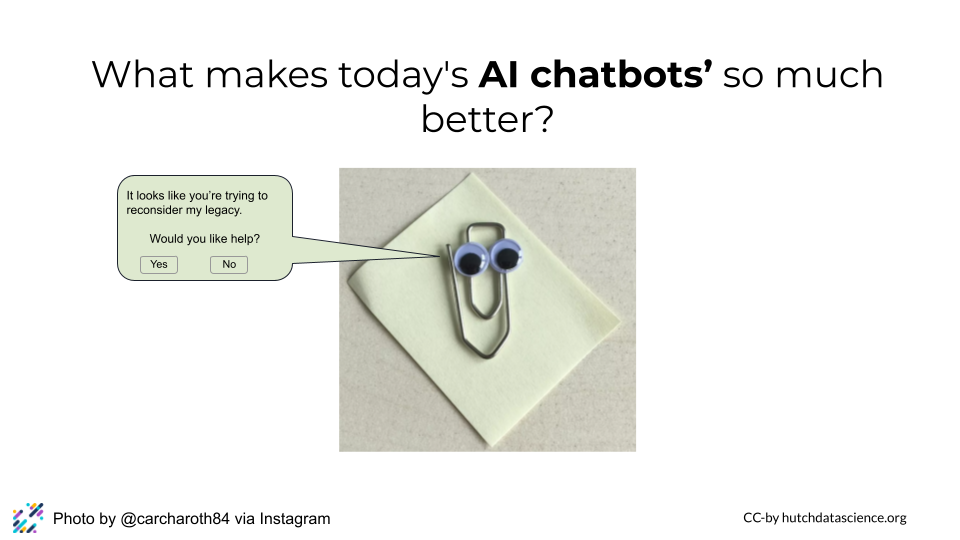 What makes today's AI chatbots’ so much
better?
It looks like you’re trying to
reconsider my legacy.
Would you like help?
Yes No
Photo by @carcharoth84 via Instagram
CC-by hutchdatascience.org